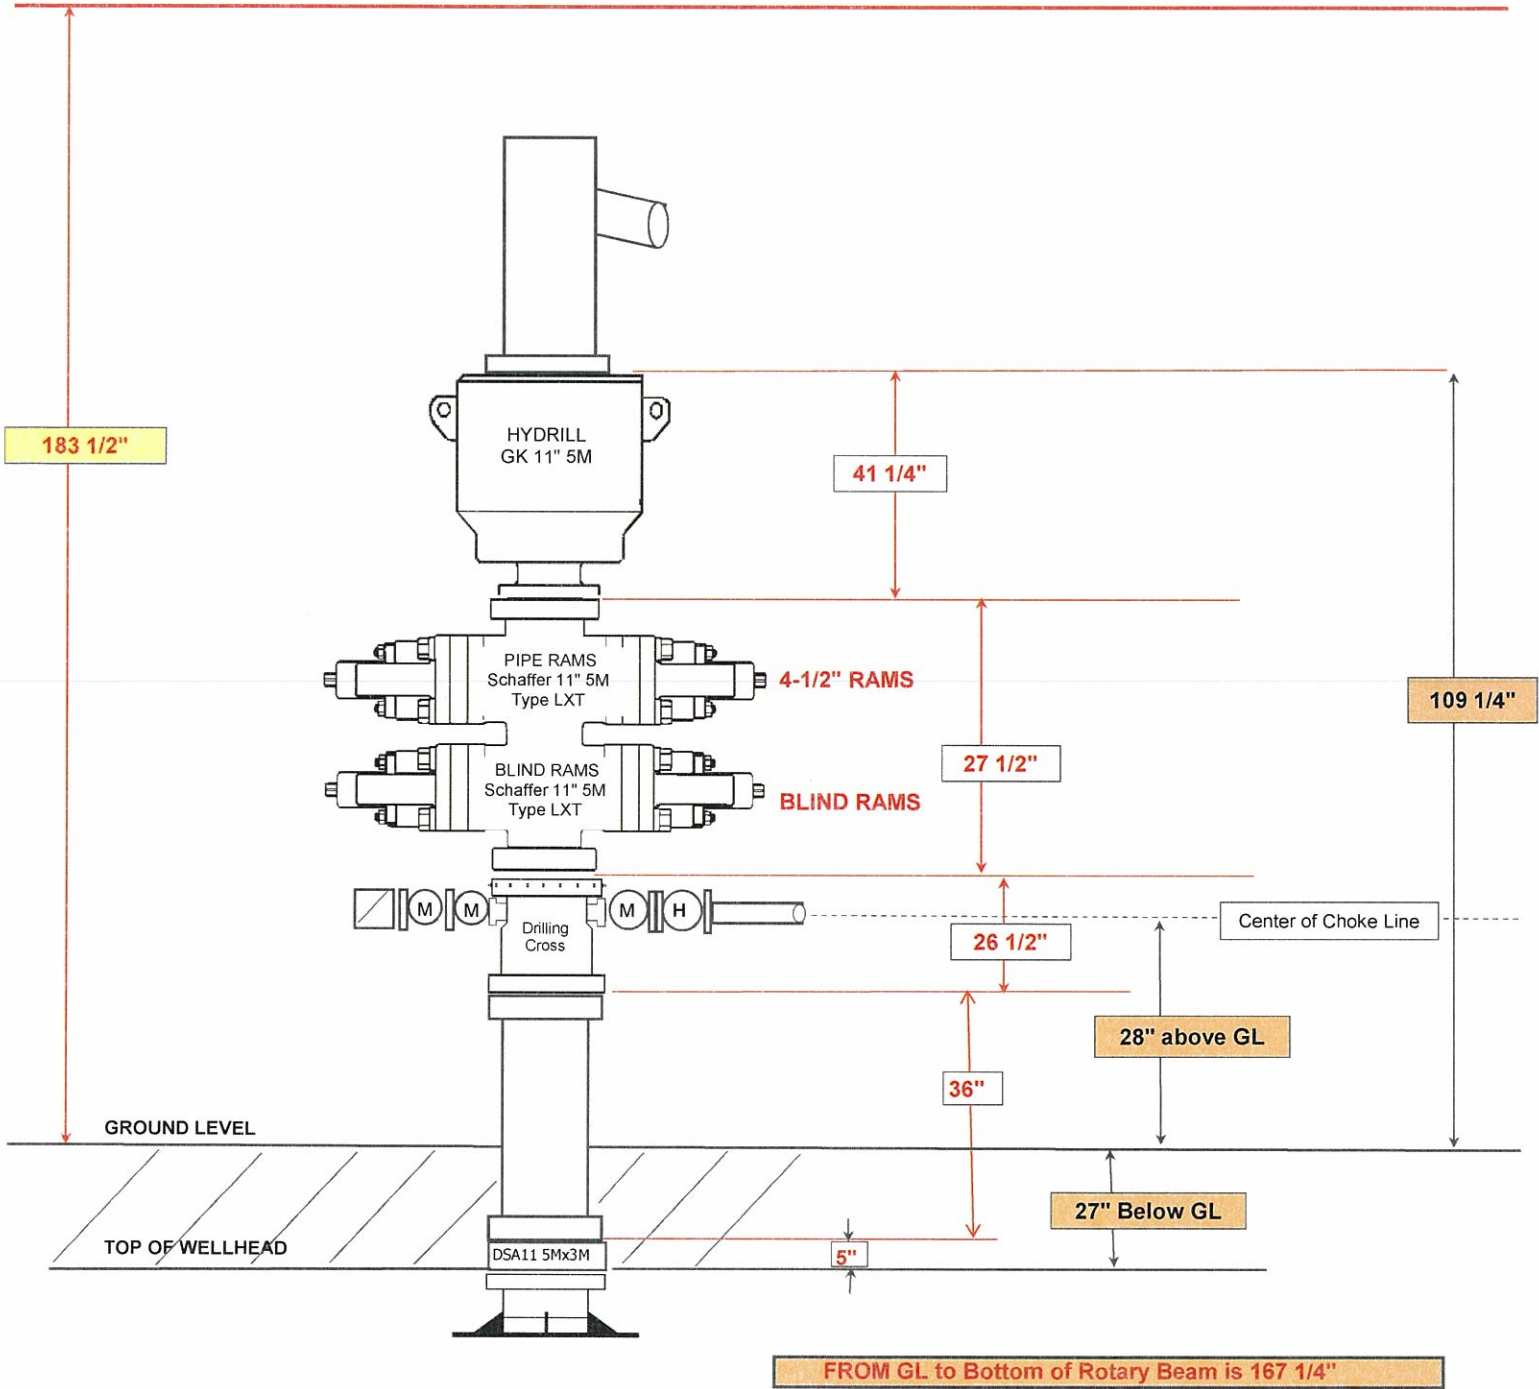 183 1/2"
HYDRILL
GK 11" 5M
41 1/4"
PIPE RAMS
Schaffer 11" 5M
Type LXT
4-1/2" RAMS
109 1/4"
BLIND RAMS
Schaffer 11" 5M
Type LXT
27 1/2"
BLIND RAMS
M
M
M
H
Drilling
Cross
Center of Choke Line
26 1/2"
28" above GL
36"
GROUND LEVEL
27" Below GL
TOP OF WELLHEAD
DSA11 5Mx3M
5"
FROM GL to Bottom of Rotary Beam is 167 1/4"